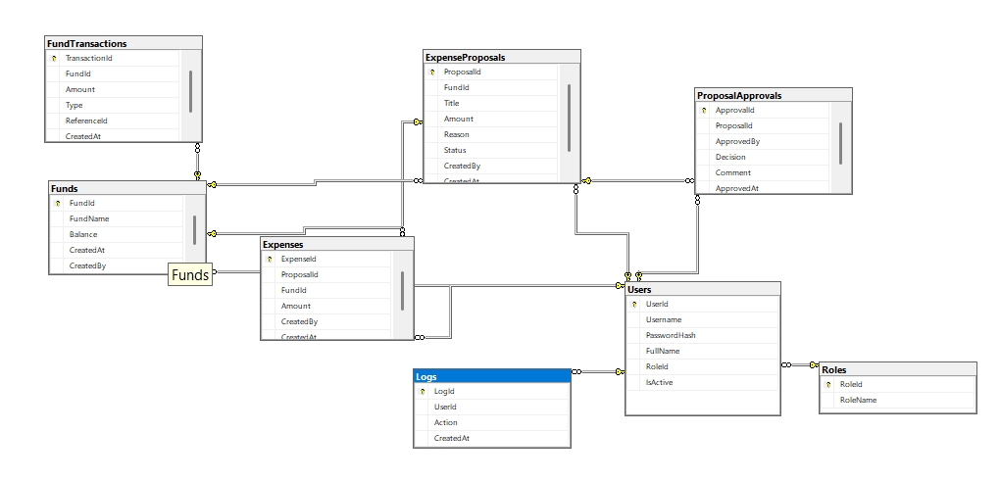 FundTransactions
TransactionId
FundId
Amount
Type
ReferenceId
CreatedAt
ExpenseProposals
ProposalId
FundId
Title
Amount
Reason
Status
CreatedBy
CreatedAt
ProposalApprovals
ApprovalId
ProposalId
ApprovedBy
Decision
Comment
ApprovedAt
Funds
FundId
FundName
Balance
CreatedAt
CreatedBy
Funds
Expenses
ExpenseId
ProposalId
FundId
Amount
CreatedBy
CreatedAt
Users
UserId
Username
PasswordHash
FullName
RoleId
IsActive
Logs
LogId
UserId
Action
CreatedAt
Roles
RoleId
RoleName